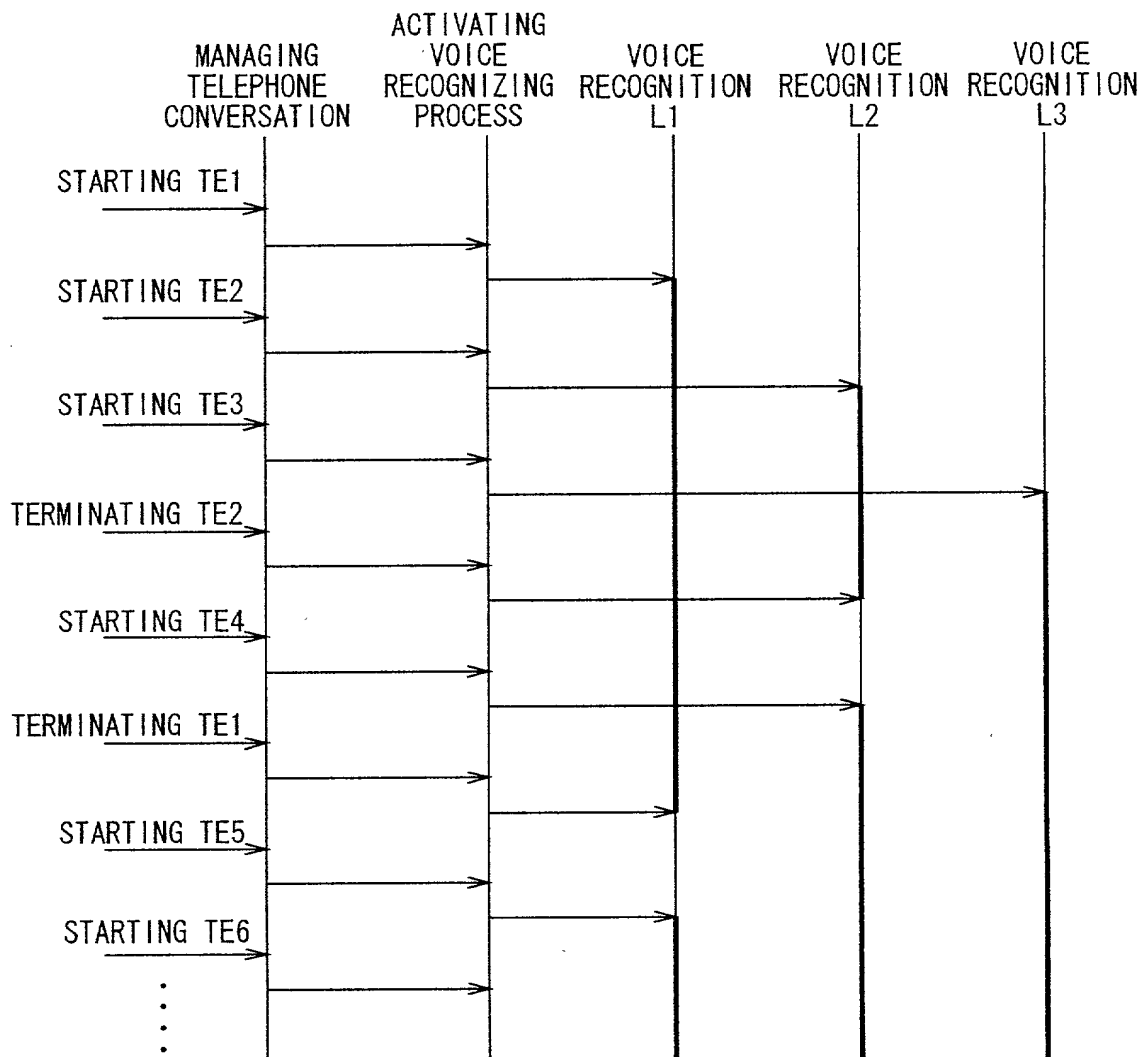 MANAGING
TELEPHONE
CONVERSATION
ACTIVATING
VOICE
RECOGNIZING
PROCESS
VOICE
RECOGNITION
L1
VOICE
RECOGNITION
L2
VOICE
RECOGNITION
L3
STARTING TE1
STARTING TE2
STARTING TE3
TERMINATING TE2
STARTING TE4
TERMINATING TE1
STARTING TE5
STARTING TE6